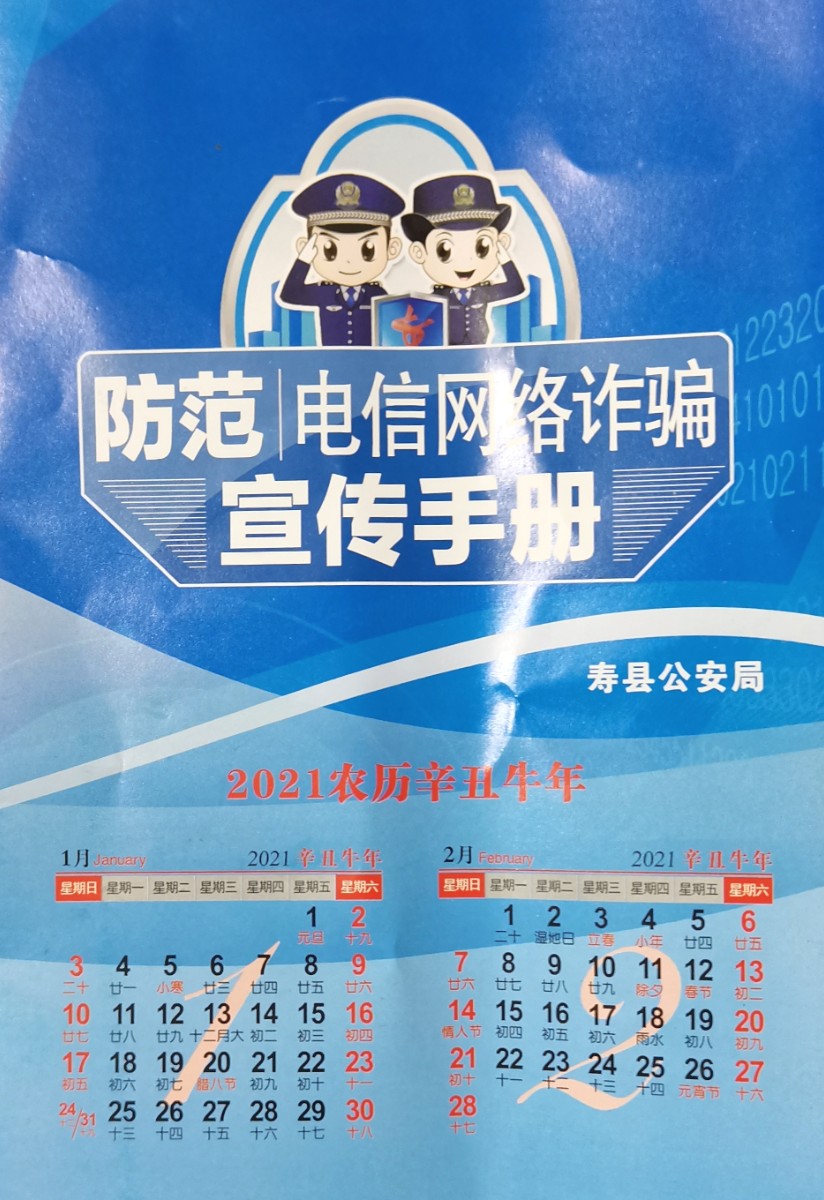 防范 电信网络诈骗
宣传手册
寿县公安局
2021农历辛丑牛年
1月 January 2021 辛丑牛年
星期日 星期一 星期二 星期三 星期四 星期五 星期六
1 2
元旦 十九
3 4 5 6 7 8 9
二十 廿一 小寒 廿三 廿四 廿五 廿六
10 11 12 13 14 15 16
廿七 廿八 廿九 十二月大 初二 初三 初四
17 18 19 20 21 22 23
初五 初六 初七 腊八节 初九 初十 十一
24/31 25 26 27 28 29 30
十三 十四 十五 十六 十七 十八
1
2月 February 2021 辛丑牛年
星期日 星期一 星期二 星期三 星期四 星期五 星期六
1 2 3 4 5 6
二十 湿地日 立春 小年 廿四 廿五
7 8 9 10 11 12 13
廿六 廿七 廿八 廿九 除夕 春节 初二
14 15 16 17 18 19 20
情人节 初四 初五 初六 雨水 初八 初九
21 22 23 24 25 26 27
初十 十一 十二 十三 十四 元宵节 十六
28
十七
2